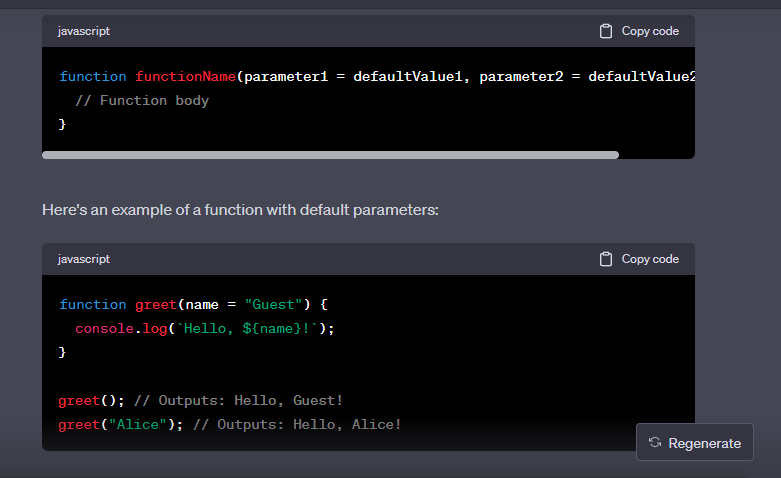 javascript
Copy code
function functionName(parameter1 = defaultValue1, parameter2 = defaultValue2
// Function body
}
Here's an example of a function with default parameters:
javascript
Copy code
function greet(name = "Guest") {
console.log(`Hello, ${name}!`);
}
greet(); // Outputs: Hello, Guest!
greet("Alice"); // Outputs: Hello, Alice!
Regenerate